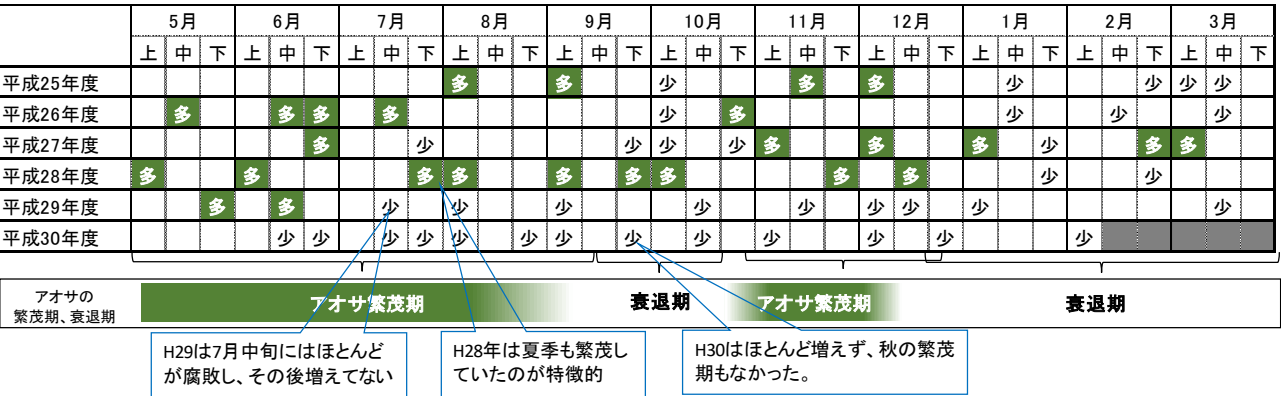 5月 6月 7月 8月 9月 10月 11月 12月 1月 2月 3月
上 中 下 上 中 下 上 中 下 上 中 下 上 中 下 上 中 下 上 中 下 上 中 下 上 中 下 上 中 下 上 中 下
平成25年度 多 多 少 多 多 少 少 少 少
平成26年度 多 多 多 多 少 多 少 少 少
平成27年度 多 少 少 少 少 多 多 多 少 多 多
平成28年度 多 多 多 多 多 多 多 多 多 少 少
平成29年度 多 多 少 少 少 少 少 少 少 少 少
平成30年度 少 少 少 少 少 少 少 少 少 少 少 少 少
アオサの
繁茂期、衰退期
アオサ繁茂期 衰退期 アオサ繁茂期 衰退期
H29は7月中旬にはほとんど
が腐敗し、その後増えてない
H28年は夏季も繁茂し
ていたのが特徴的
H30はほとんど増えず、秋の繁茂
期もなかった。